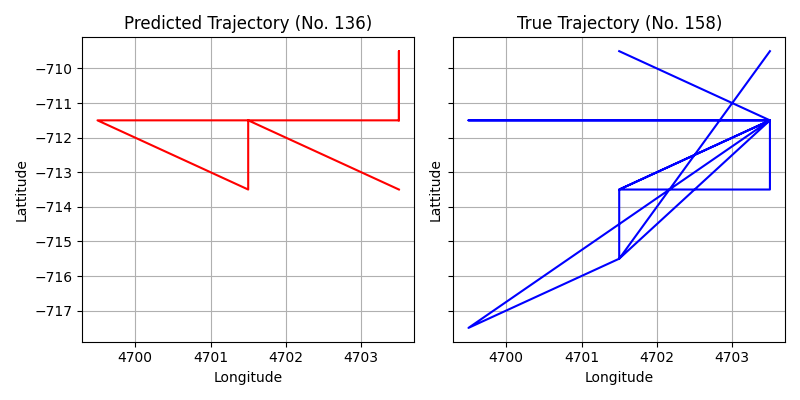 Predicted Trajectory (No. 136)
True Trajectory (No. 158)
Lattitude
−710
−711
−712
−713
−714
−715
−716
−717
4700 4701 4702 4703
Longitude
Lattitude
4700 4701 4702 4703
Longitude